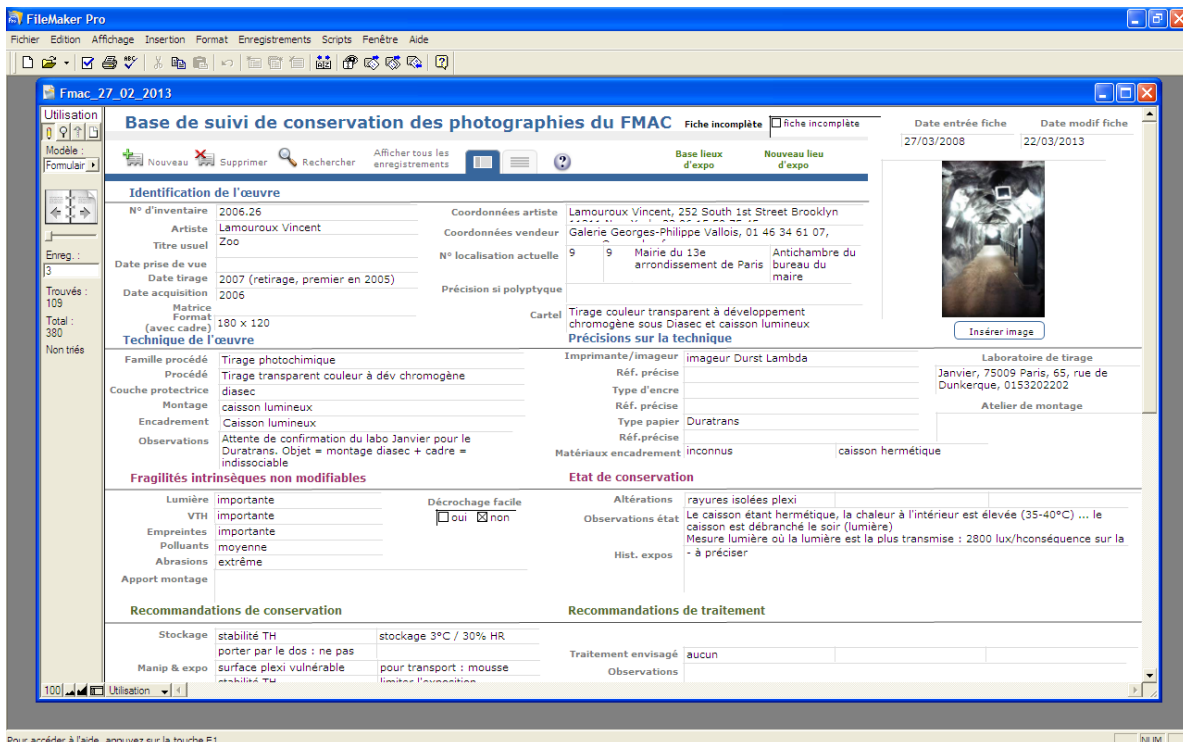 FileMaker Pro
Fichier Edition Affichage Insertion Format Enregistrements Scripts Fenêtre Aide
Fmac_27_02_2013
Utilisation
Modèle :
Formulair
Enreg. :
3
Trouvés :
109
Total :
380
Non triés
Base de suivi de conservation des photographies du FMAC
Fiche incomplète fiche incomplète
Date entrée fiche Date modif fiche
27/03/2008 22/03/2013
Nouveau Supprimer Rechercher
Afficher tous les
enregistrements
Base lieux
d'expo
Nouveau lieu
d'expo
Identification de l'œuvre
N° d'inventaire 2006.26
Artiste Lamouroux Vincent
Titre usuel Zoo
Date prise de vue
Date tirage 2007 (retirage, premier en 2005)
Date acquisition 2006
Matrice
Format
(avec cadre) 180 x 120
Coordonnées artiste Lamouroux Vincent, 252 South 1st Street Brooklyn
Coordonnées vendeur Galerie Georges-Philippe Vallois, 01 46 34 61 07,
N° localisation actuelle 9 9 Mairie du 13e
arrondissement de Paris
Antichambre du
bureau du
maire
Précision si polyptyque
Cartel Tirage couleur transparent à développement
chromogène sous Diasec et caisson lumineux
Insérer image
Technique de l'œuvre
Famille procédé Tirage photochimique
Procédé Tirage transparent couleur à dév chromogène
Couche protectrice diasec
Montage caisson lumineux
Encadrement Caisson lumineux
Observations Attente de confirmation du labo Janvier pour le
Duratrans. Objet = montage diasec + cadre =
indissociable
Précisions sur la technique
Imprimante/imageur imageur Durst Lambda
Réf. précise
Type d'encre
Réf. précise
Type papier Duratrans
Réf.précise
Matériaux encadrement inconnus caisson hermétique
Laboratoire de tirage
Janvier, 75009 Paris, 65, rue de
Dunkerque, 0153202202
Atelier de montage
Fragilités intrinsèques non modifiables
Lumière importante
VTH importante
Empreintes importante
Polluants moyenne
Abrasions extrême
Apport montage
Décrochage facile
oui non
Etat de conservation
Altérations rayures isolées plexi
Observations état Le caisson étant hermétique, la chaleur à l'intérieur est élevée (35-40°C) ... le
caisson est débranché le soir (lumière)
Mesure lumière où la lumière est la plus transmise : 2800 lux/hconséquence sur la
Hist. expos - à préciser
Recommandations de conservation
Stockage stabilité TH stockage 3°C / 30% HR
porter par le dos : ne pas
Manip & expo surface plexi vulnérable pour transport : mousse
stabilité TH limiter l'exposition
Recommandations de traitement
Traitement envisagé aucun
Observations
100 Utilisation
Pour accéder à l'aide, appuyez sur la touche F1
NUM